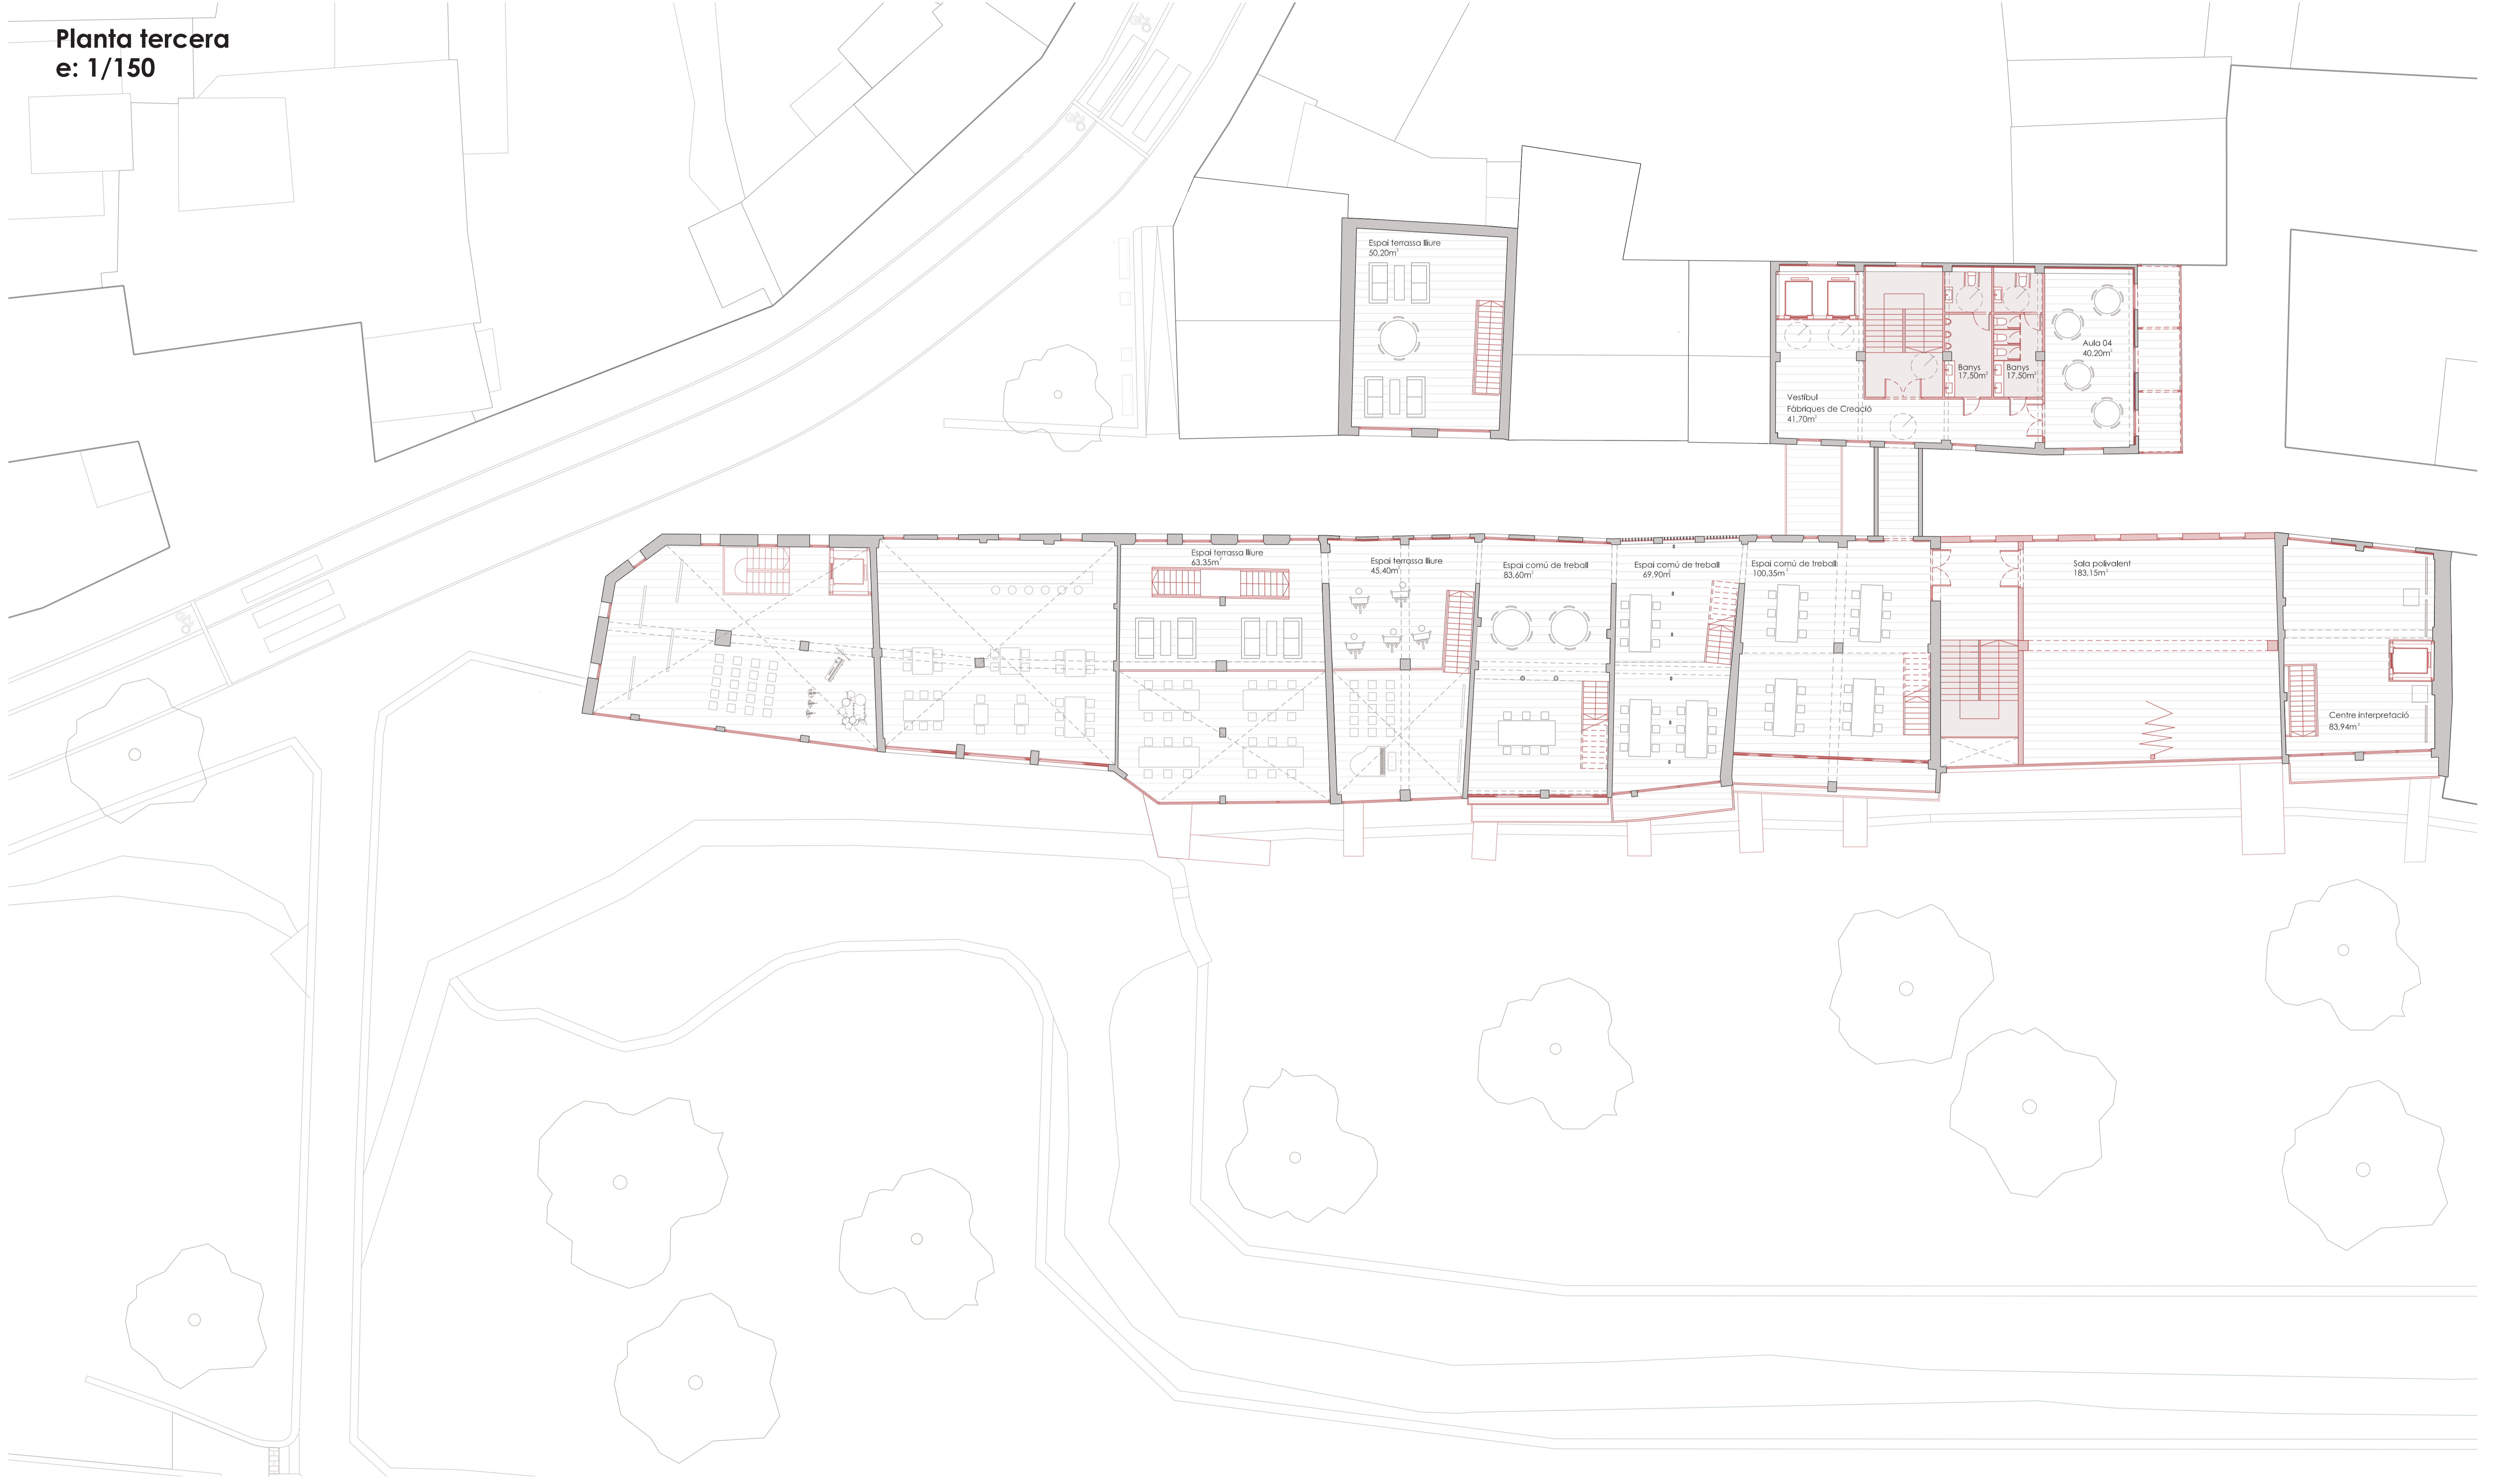 Planta tercera
e: 1/150
Espai terrassa lliure
50,20m²
Aula 04
40,20m²
Banys
17,50m²
Banys
17,50m²
Vestíbul
Fàbriques de Creació
41,70m²
Espai terrassa lliure
63,35m²
Espai terrassa lliure
45,40m²
Espai comú de treball
83,60m²
Espai comú de treball
69,90m²
Espai comú de treball
100,35m²
Sala polivalent
183,15m²
Centre interpretació
83,94m²